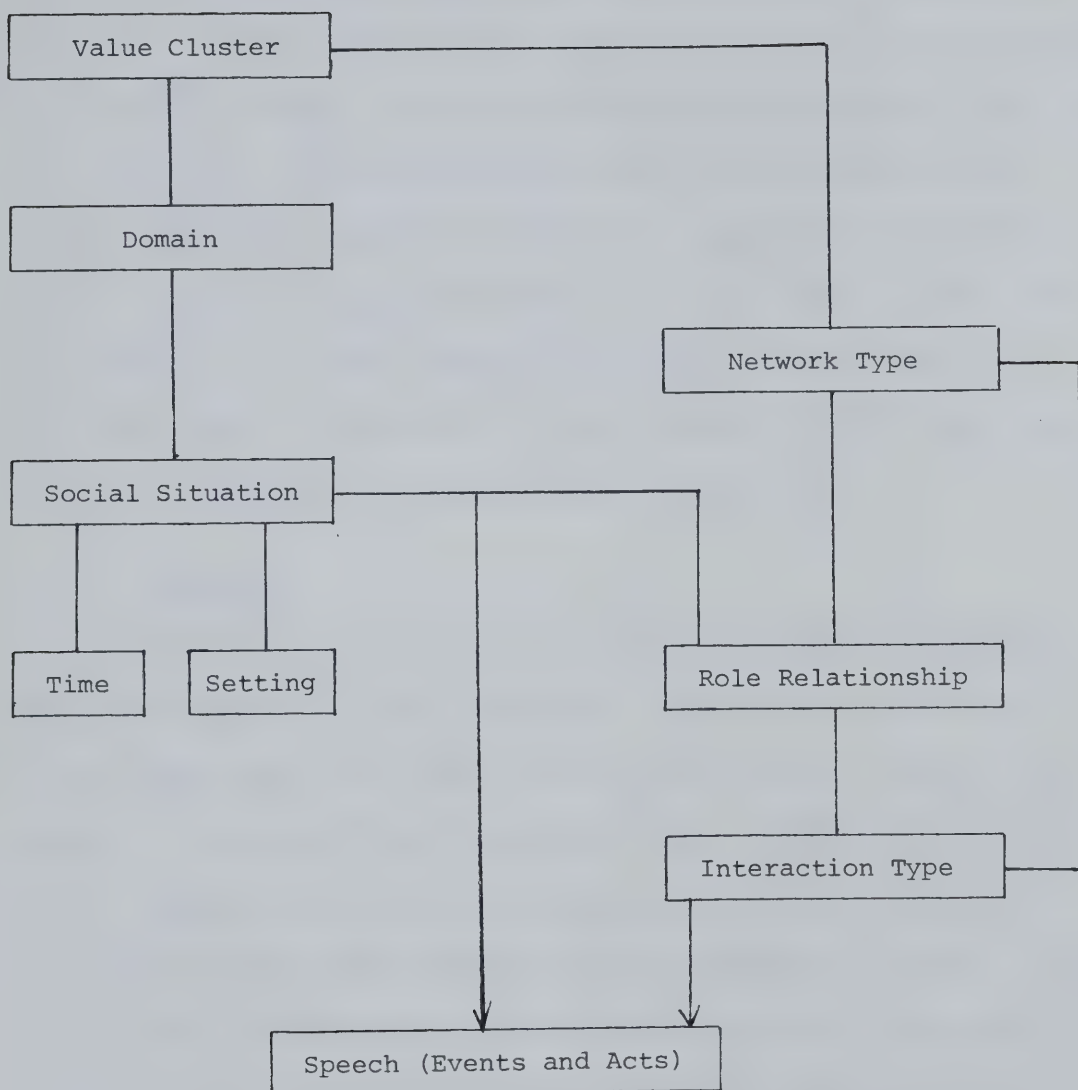 Value Cluster
Domain
Network Type
Social Situation
Time
Setting
Role Relationship
Interaction Type
Speech (Events and Acts)